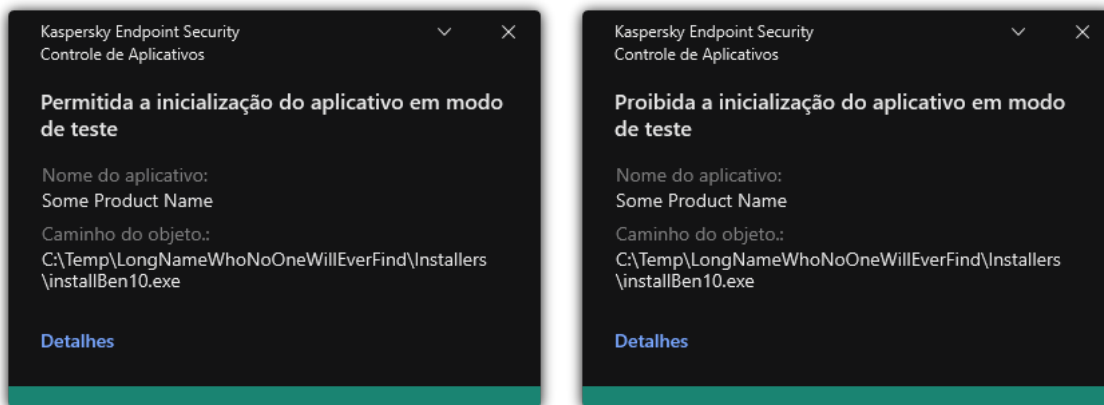 Kaspersky Endpoint Security
Controle de Aplicativos
Permitida a inicialização do aplicativo em modo
de teste
Nome do aplicativo:
Some Product Name
Caminho do objeto.:
C:\Temp\LongNameWhoNoOneWillEverFind\Installers
\installBen10.exe
Detalhes
Kaspersky Endpoint Security
Controle de Aplicativos
Proibida a inicialização do aplicativo em modo
de teste
Nome do aplicativo:
Some Product Name
Caminho do objeto.:
C:\Temp\LongNameWhoNoOneWillEverFind\Installers
\installBen10.exe
Detalhes